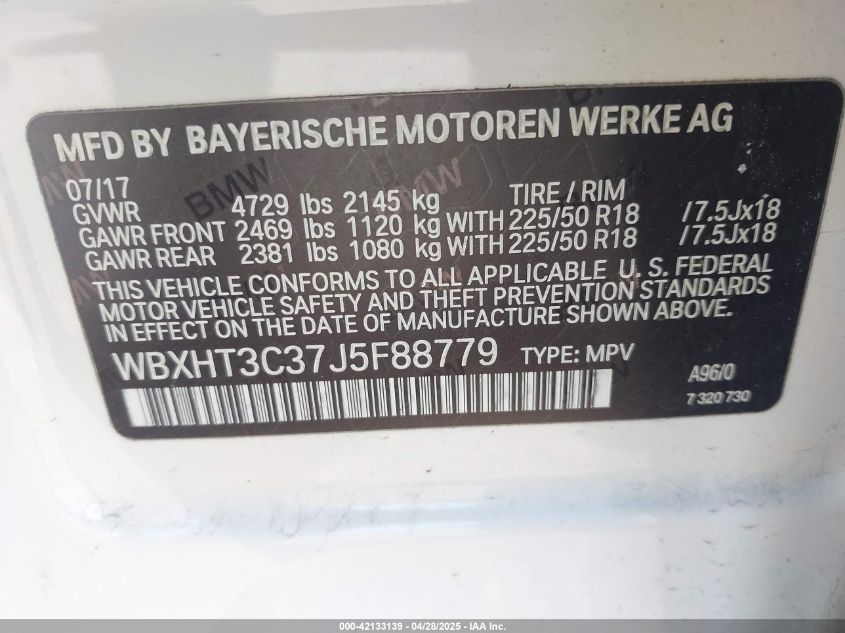 MFD BY BAYERISCHE MOTOREN WERKE AG
07/17
GVWR 4729 lbs 2145 kg TIRE / RIM
GAWR FRONT 2469 lbs 1120 kg WITH 225/50 R18 /7.5Jx18
GAWR REAR 2381 lbs 1080 kg WITH 225/50 R18 /7.5Jx18
THIS VEHICLE CONFORMS TO ALL APPLICABLE U. S. FEDERAL
MOTOR VEHICLE SAFETY AND THEFT PREVENTION STANDARDS
IN EFFECT ON THE DATE OF MANUFACTURE SHOWN ABOVE.
WBXHT3C37J5F88779 TYPE: MPV
A96/0
7 320 730
000-42133139 - 04/28/2025 - IAA Inc.